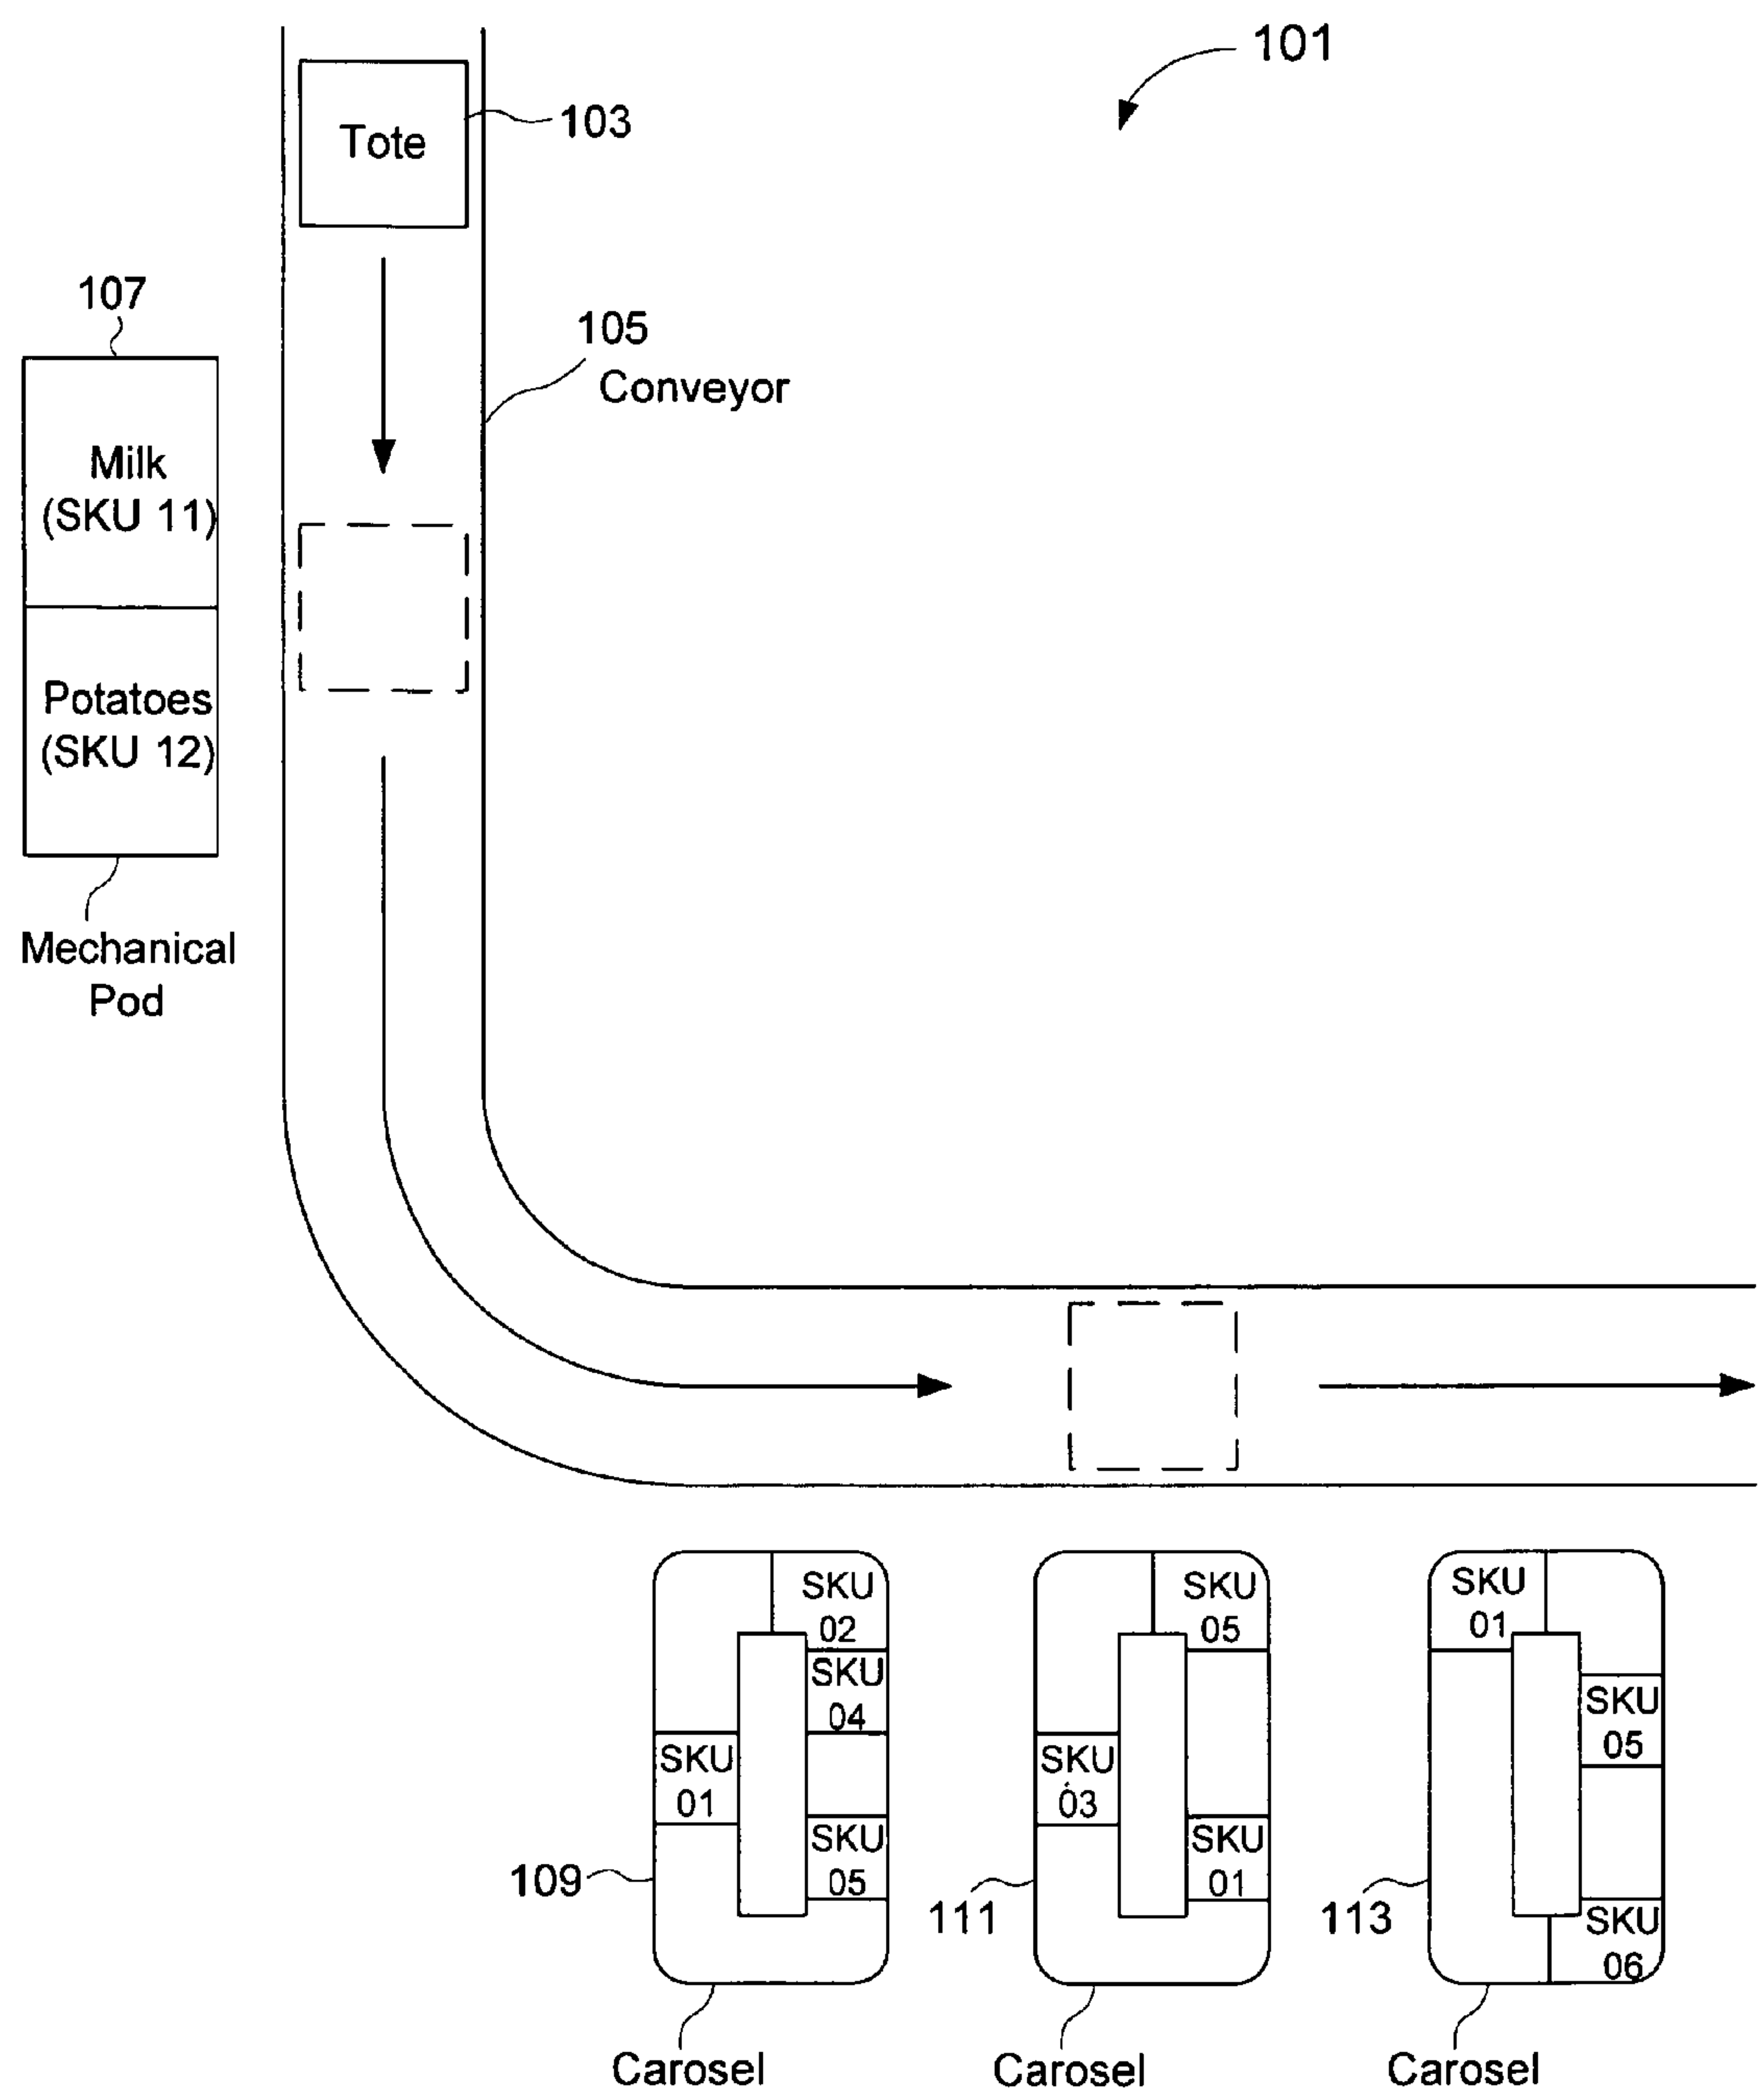 101
Tote
103
107
105
Conveyor
Milk
(SKU 11)
Potatoes
(SKU 12)
Mechanical
Pod
SKU
02
SKU
04
SKU
01
SKU
05
109
Carosel
SKU
05
SKU
03
SKU
01
111
Carosel
SKU
01
SKU
05
SKU
06
113
Carosel